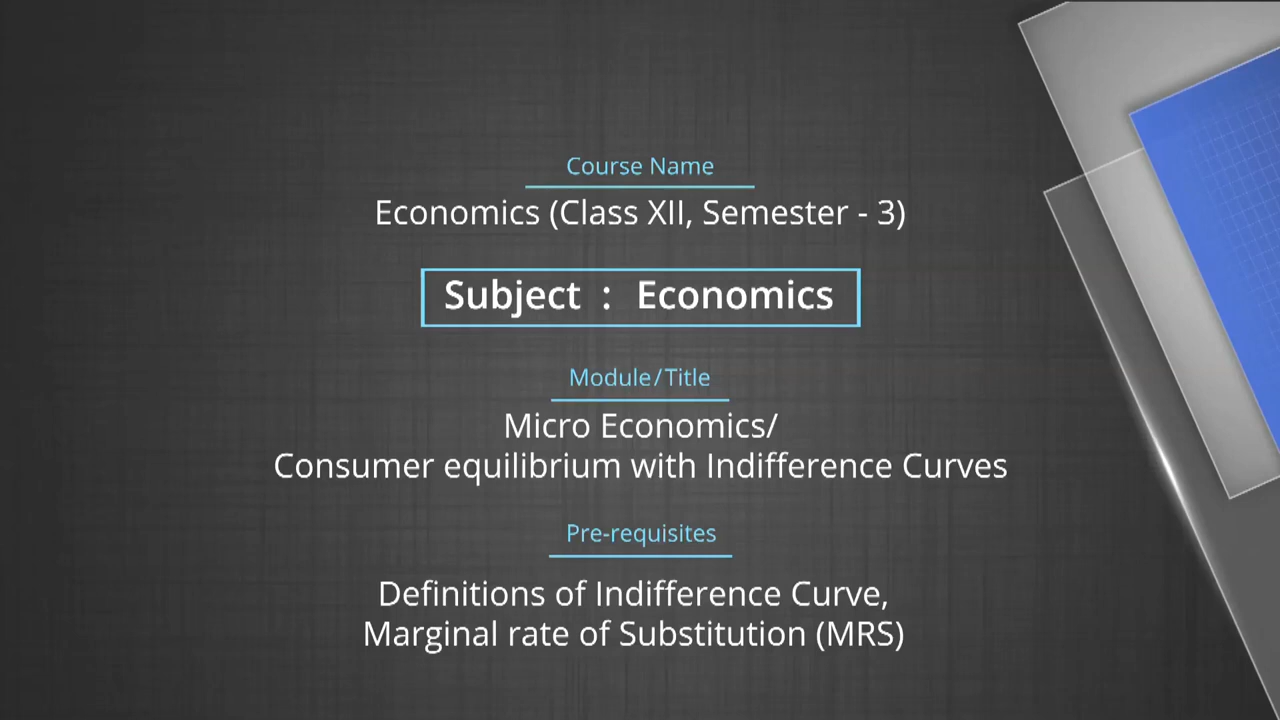 Course Name
Economics (Class XII, Semester - 3)
Subject : Economics
Module/Title
Micro Economics/
Consumer equilibrium with Indifference Curves
Pre-requisites
Definitions of Indifference Curve,
Marginal rate of Substitution (MRS)